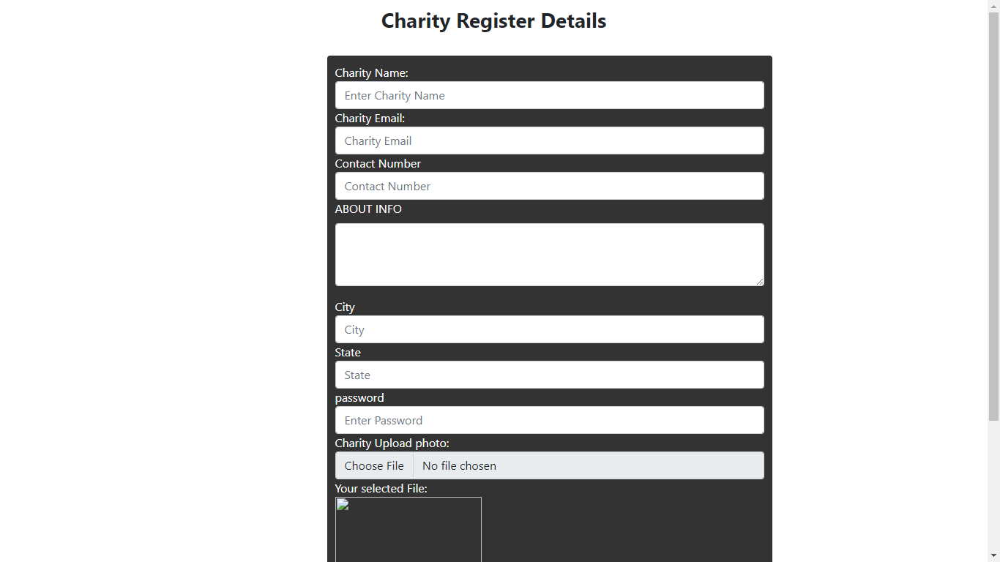 Charity Register Details
Charity Name:
Enter Charity Name
Charity Email:
Charity Email
Contact Number
Contact Number
ABOUT INFO
City
City
State
State
password
Enter Password
Charity Upload photo:
Choose File No file chosen
Your selected File: